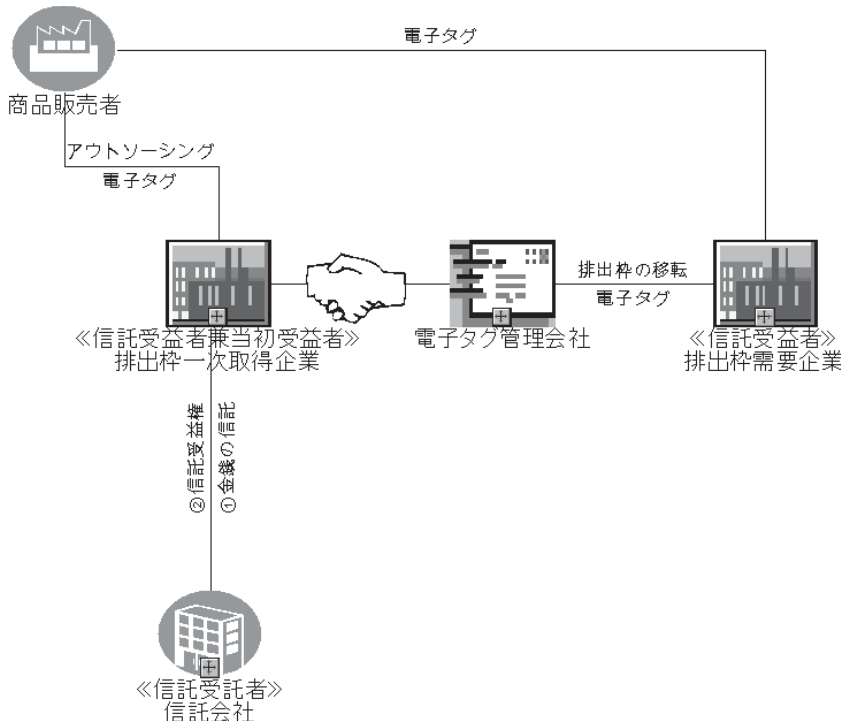 電子タグ
商品販売者
アウトソーシング
電子タグ
排出枠の移転
電子タグ
≪信託受益者兼当初受益者≫
排出枠一次取得企業
電子タグ管理会社
≪信託受益者≫
排出枠需要企業
②信託受益権
①金銭の信託
≪信託受託者≫
信託会社